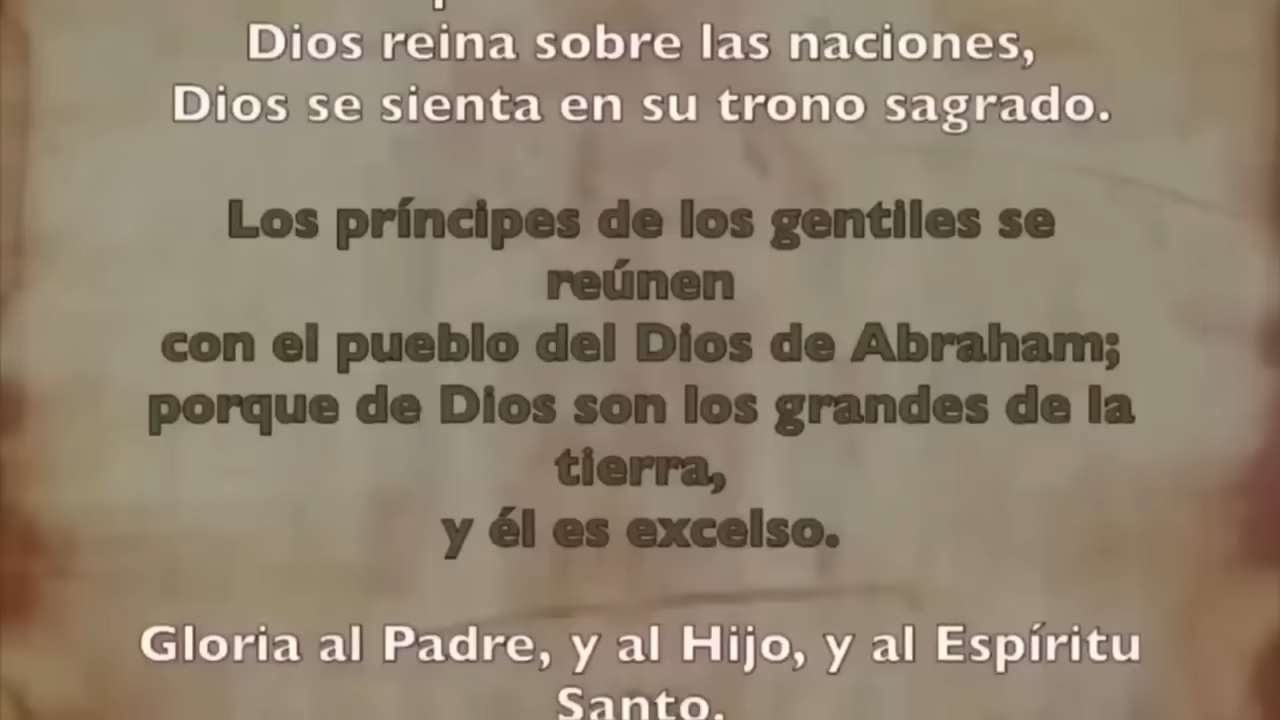 Dios reina sobre las naciones,
Dios se sienta en su trono sagrado.
Los príncipes de los gentiles se
reúnen
con el pueblo del Dios de Abraham;
porque de Dios son los grandes de la
tierra,
y él es excelso.
Gloria al Padre, y al Hijo, y al Espíritu
Santo.